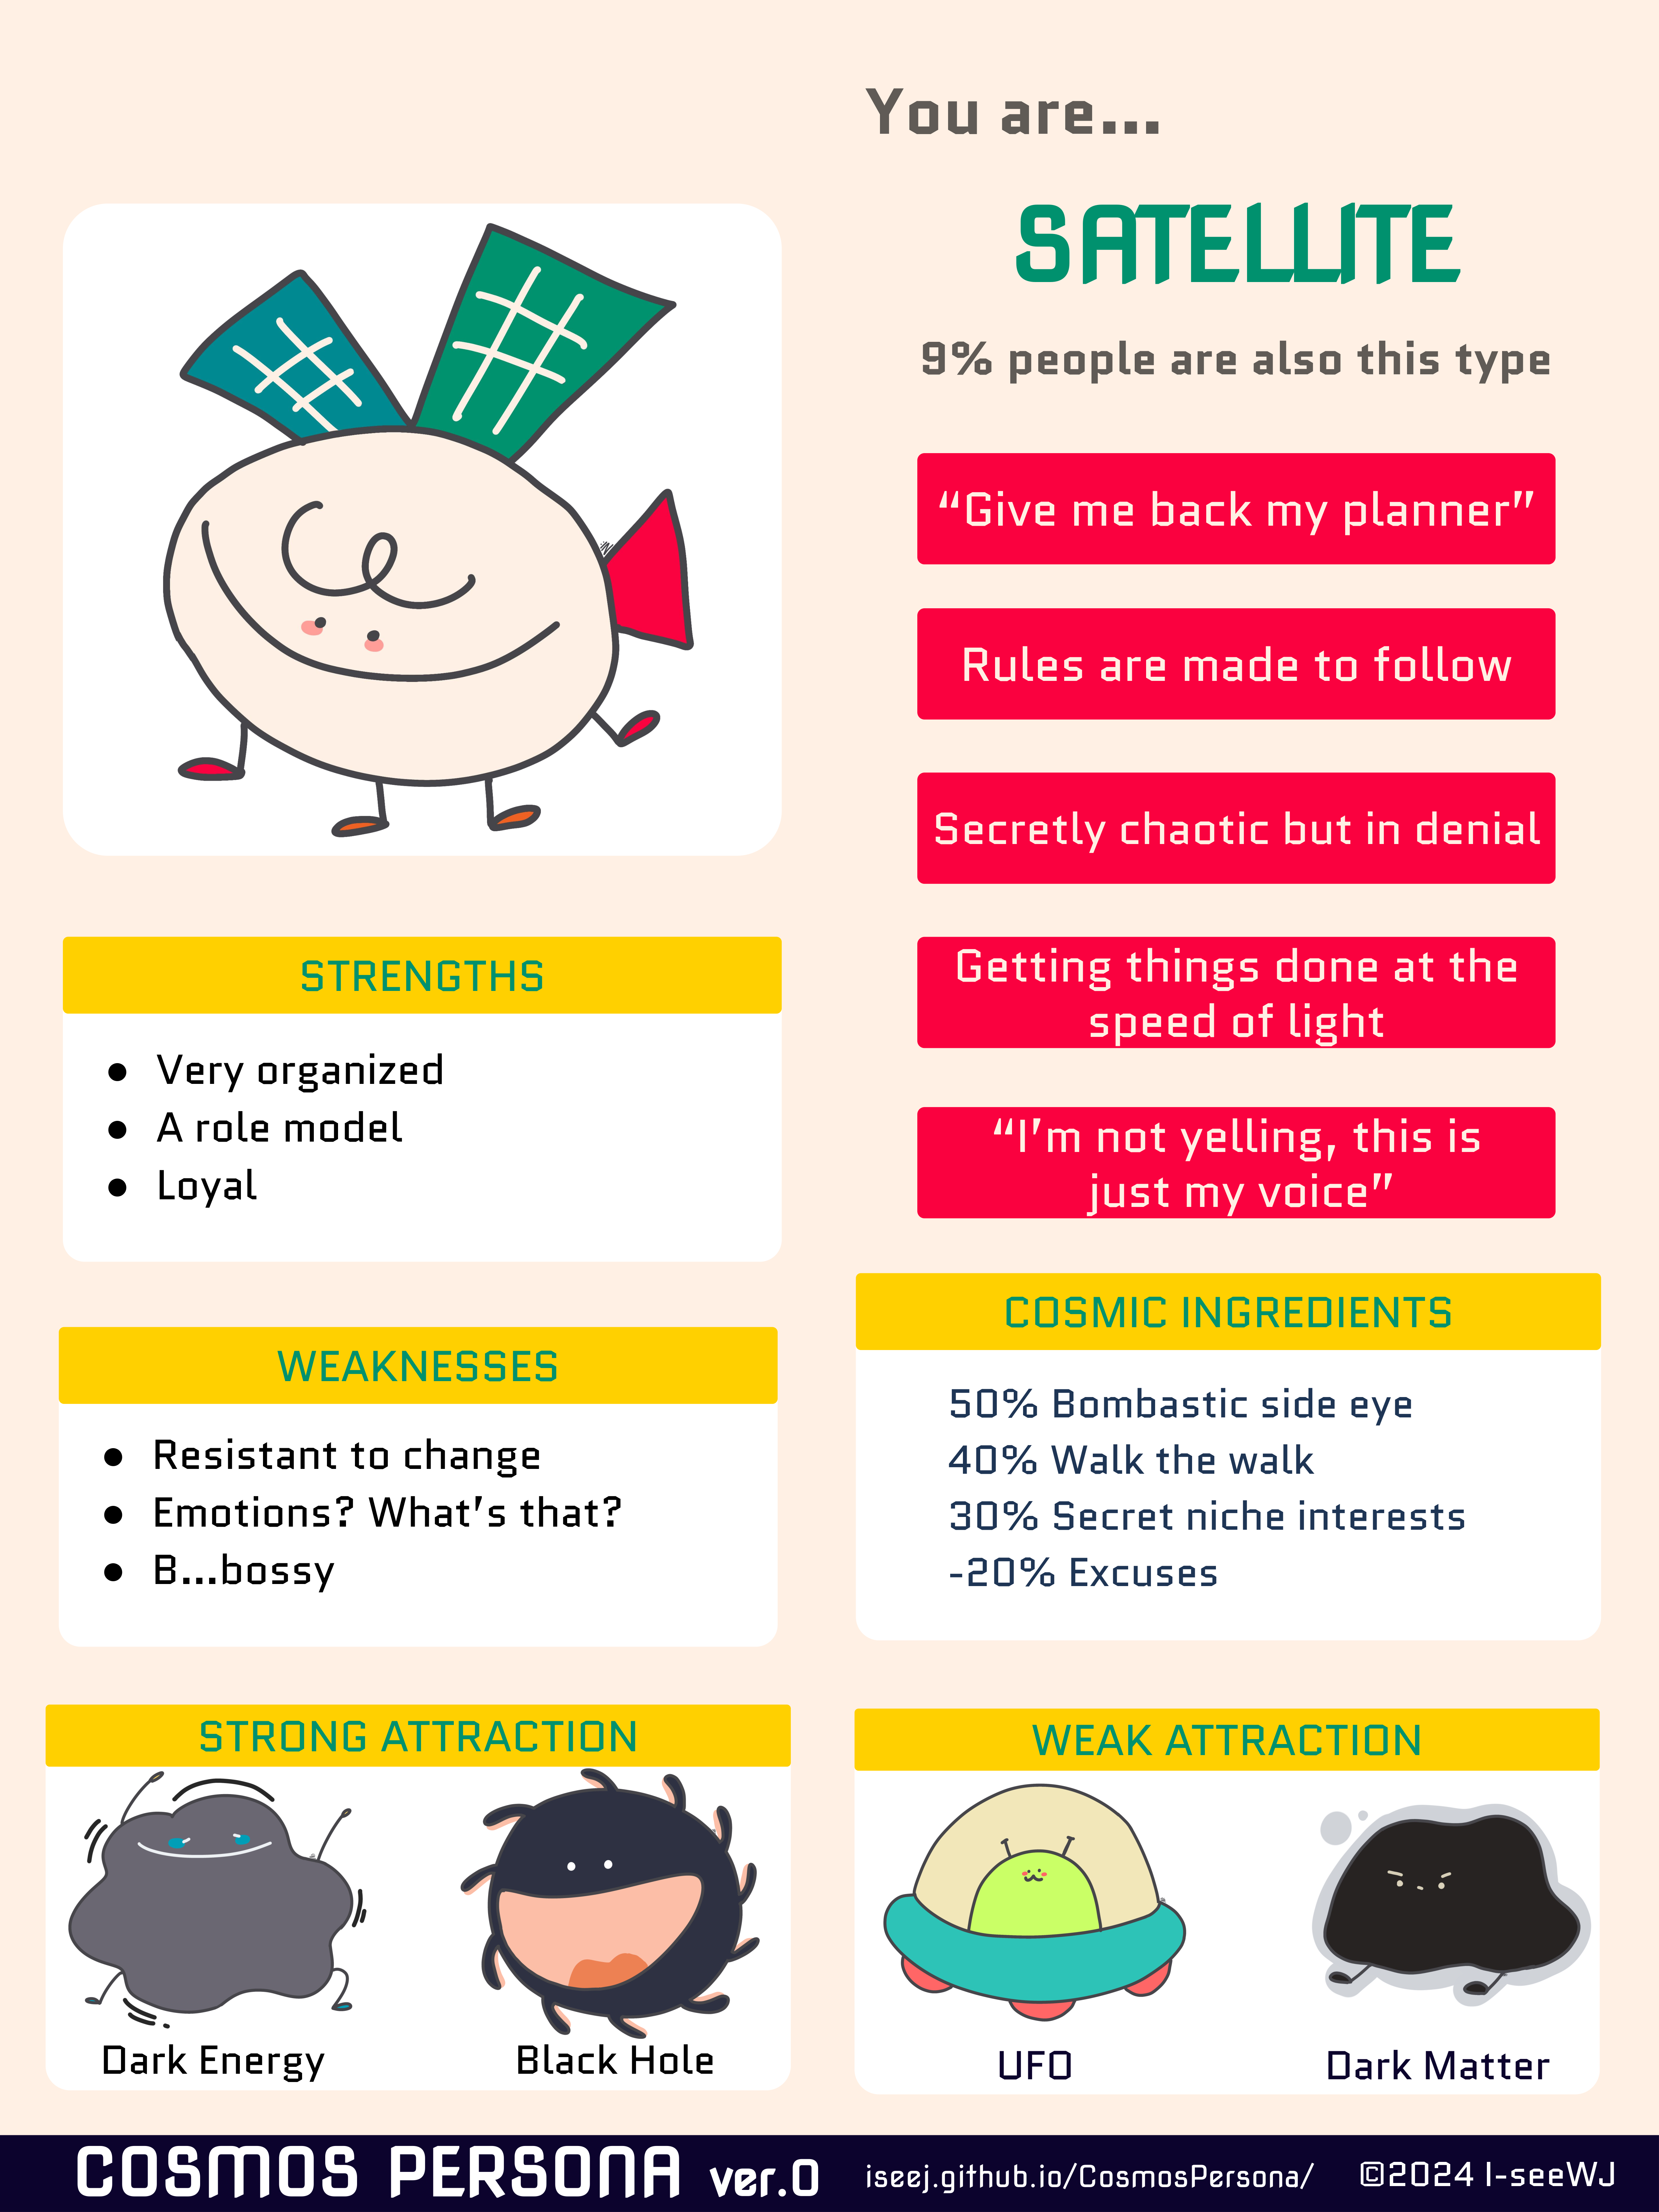 You are...
SATELLITE
9% people are also this type
“Give me back my planner”
Rules are made to follow
Secretly chaotic but in denial
Getting things done at the
speed of light
“I’m not yelling, this is
just my voice”
STRENGTHS
● Very organized
● A role model
● Loyal
WEAKNESSES
● Resistant to change
● Emotions? What’s that?
● B...bossy
COSMIC INGREDIENTS
50% Bombastic side eye
40% Walk the walk
30% Secret niche interests
-20% Excuses
STRONG ATTRACTION
Dark Energy
Black Hole
WEAK ATTRACTION
UFO
Dark Matter
COSMOS PERSONA ver.0
iseej.github.io/CosmosPersona/
©2024 I-seeWJ